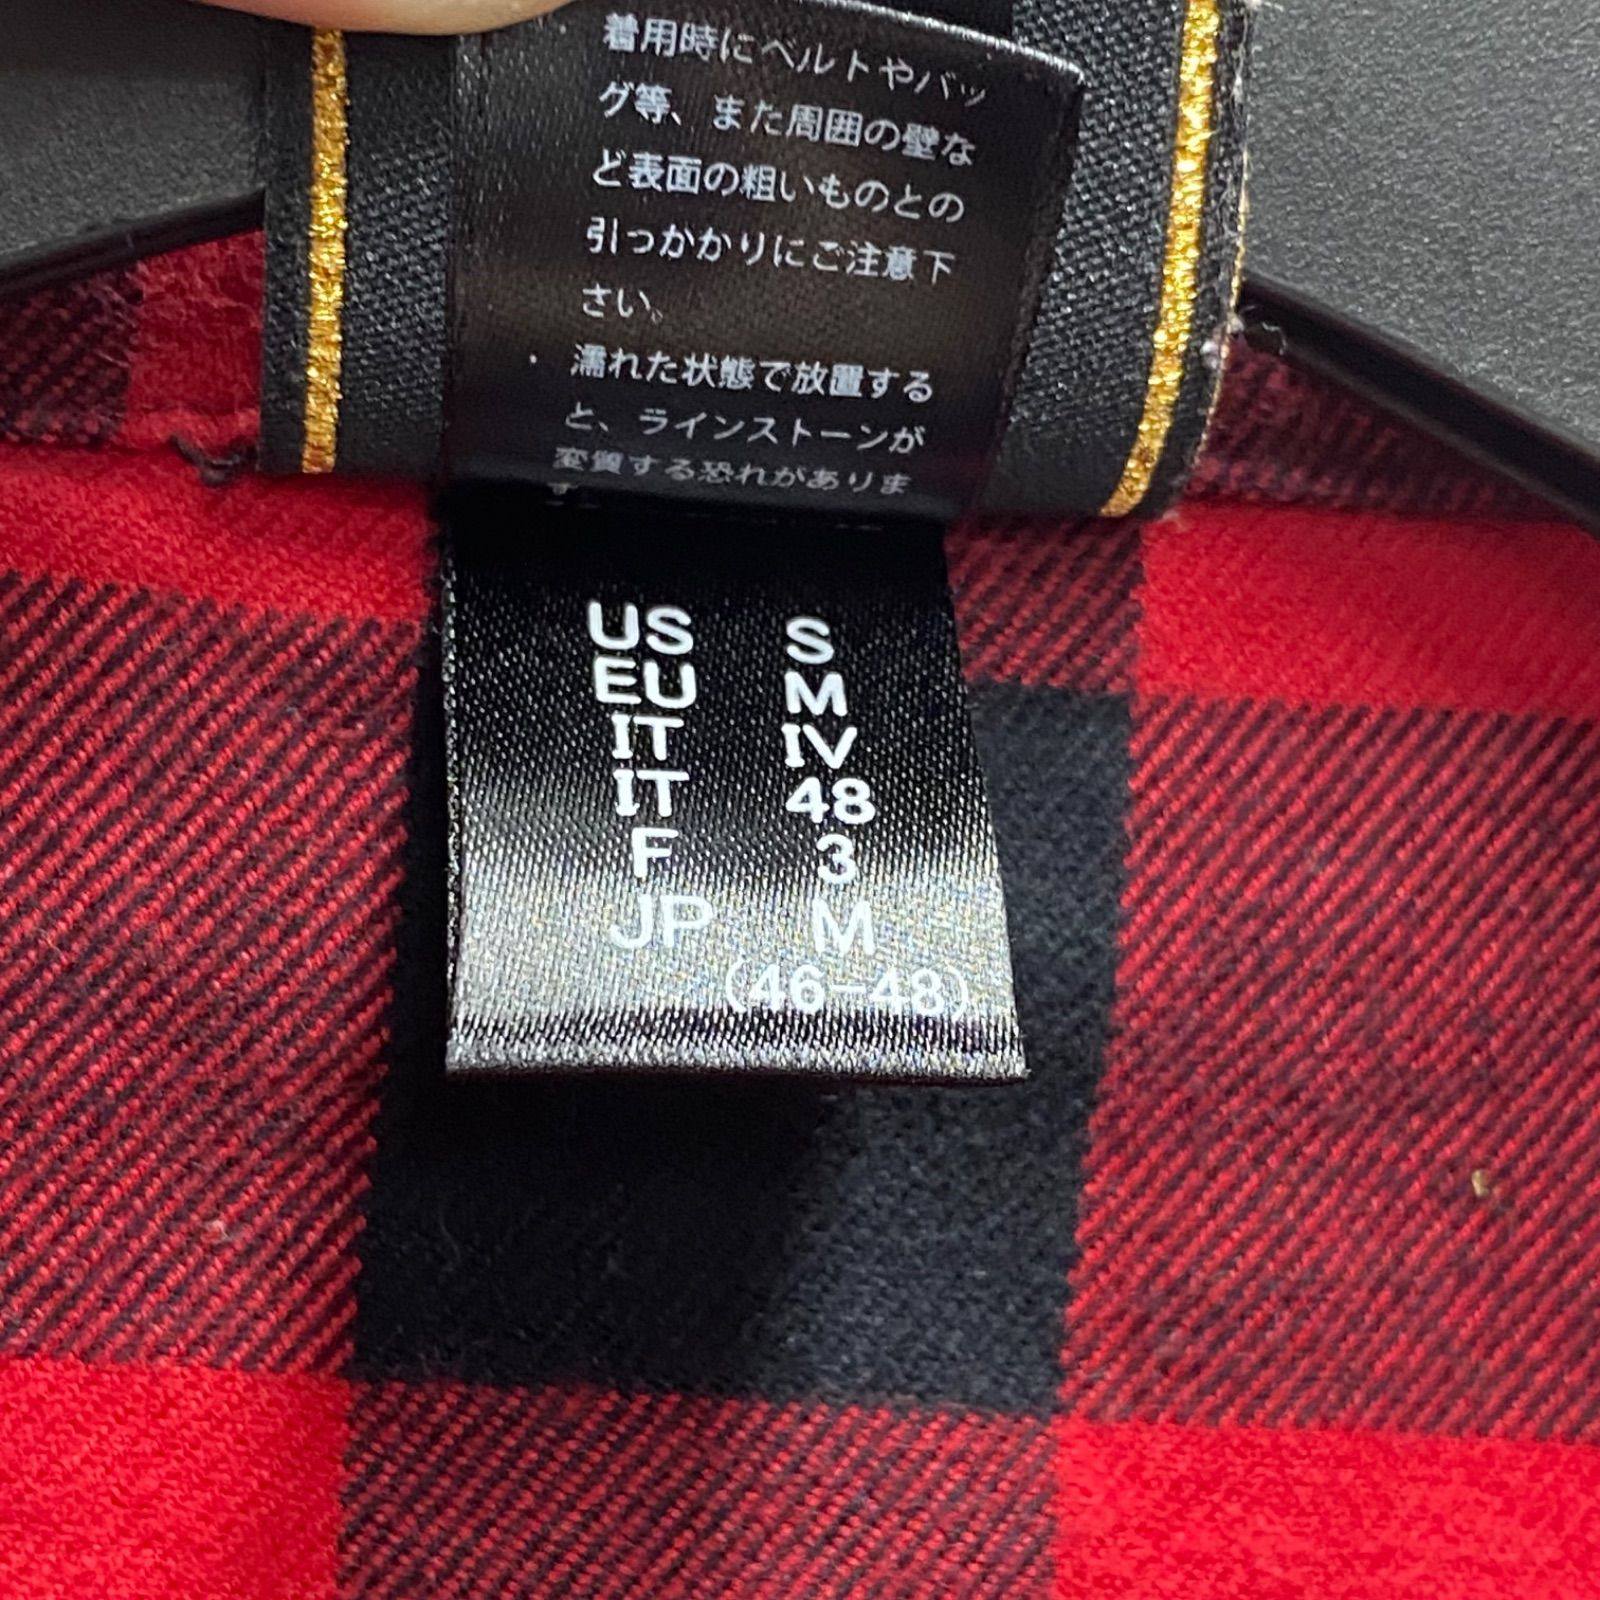 着用時にベルトやバッ
グ等、また周囲の壁な
ど表面の粗いものとの
引っかかりにご注意下
さい。
・ 濡れた状態で放置する
と、ラインストーンが
変質する恐れがありま
す
US S
EU M
IT IV
IT 48
F 3
JP M
(46-48)